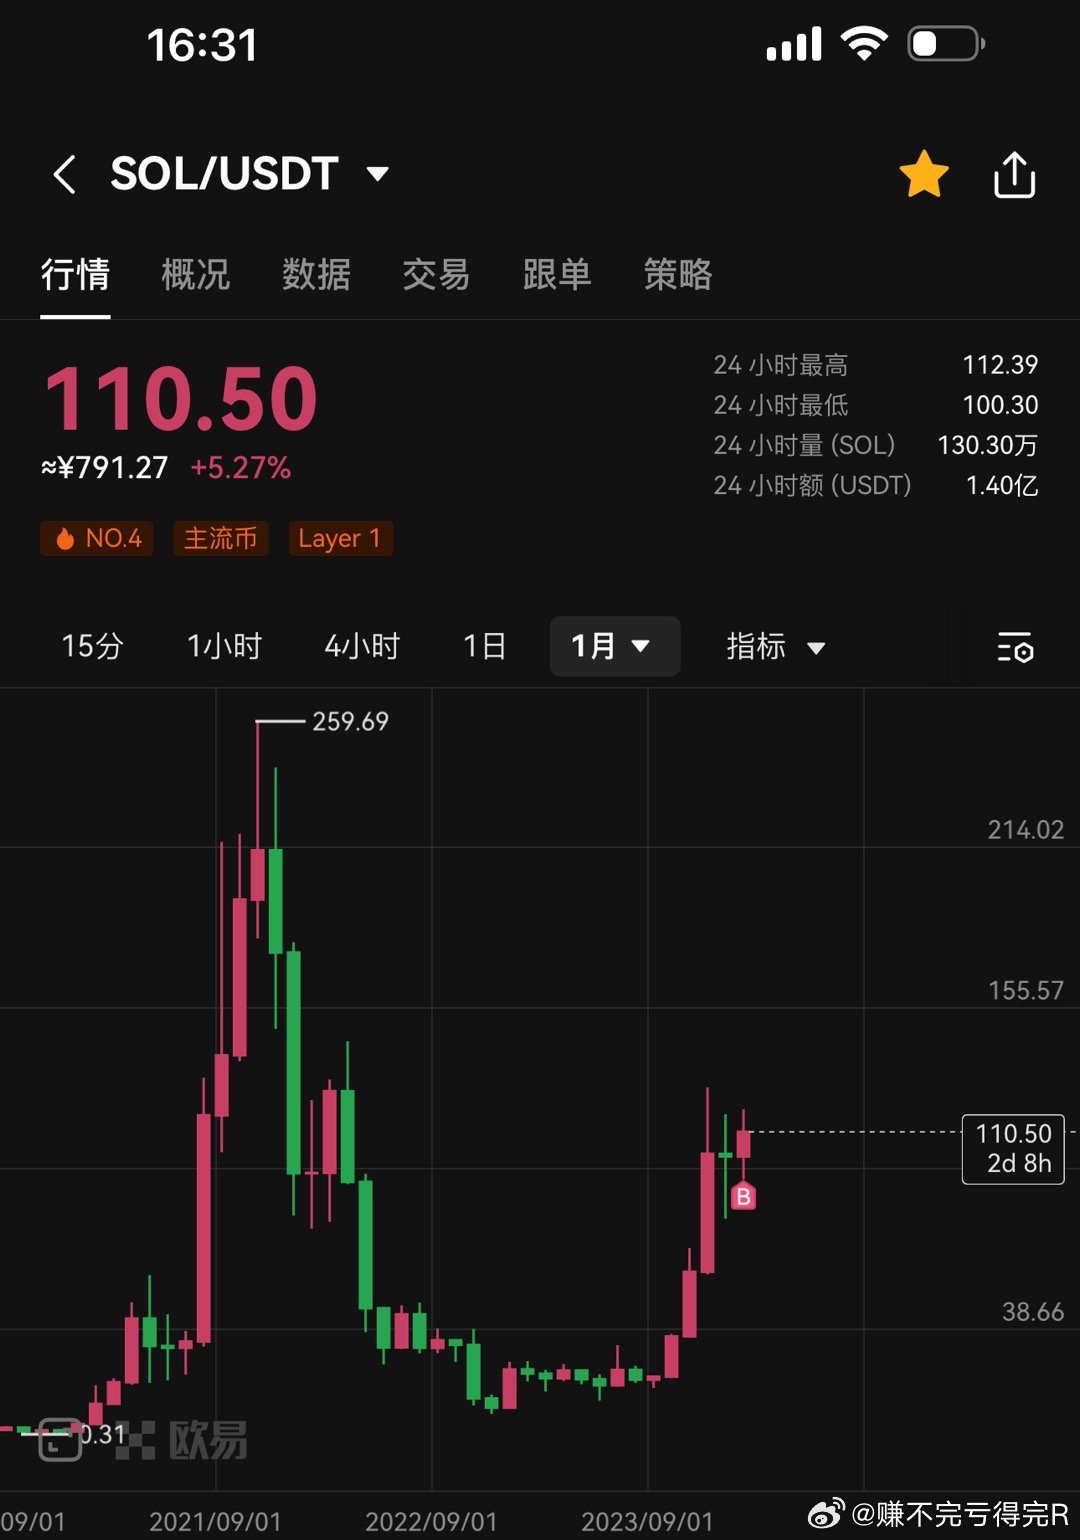 16:31
SOL/USDT
行情 概况 数据 交易 跟单 策略
110.50
≈¥791.27 +5.27%
24 小时最高 112.39
24 小时最低 100.30
24 小时量 (SOL) 130.30万
24 小时额 (USDT) 1.40亿
NO.4 主流币 Layer 1
15分 1小时 4小时 1日 1月 指标
259.69
214.02
155.57
110.50
2d 8h
B
38.66
0.31
欧易
09/01 2021/09/01 2022/09/01 2023/09/01
@赚不完亏得完R